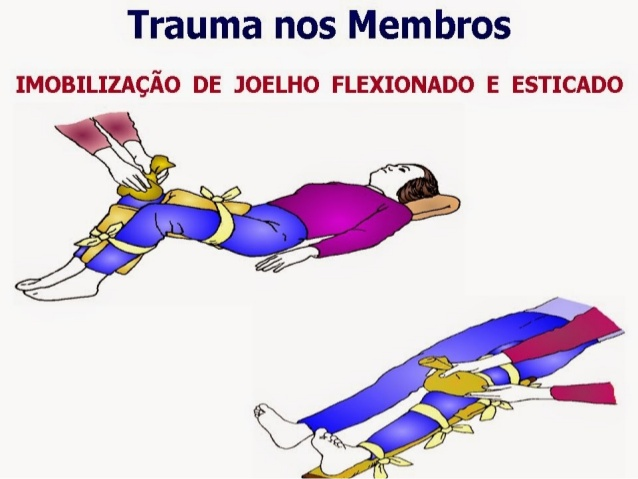 Trauma nos Membros
IMOBILIZAÇÃO DE JOELHO FLEXIONADO E ESTICADO